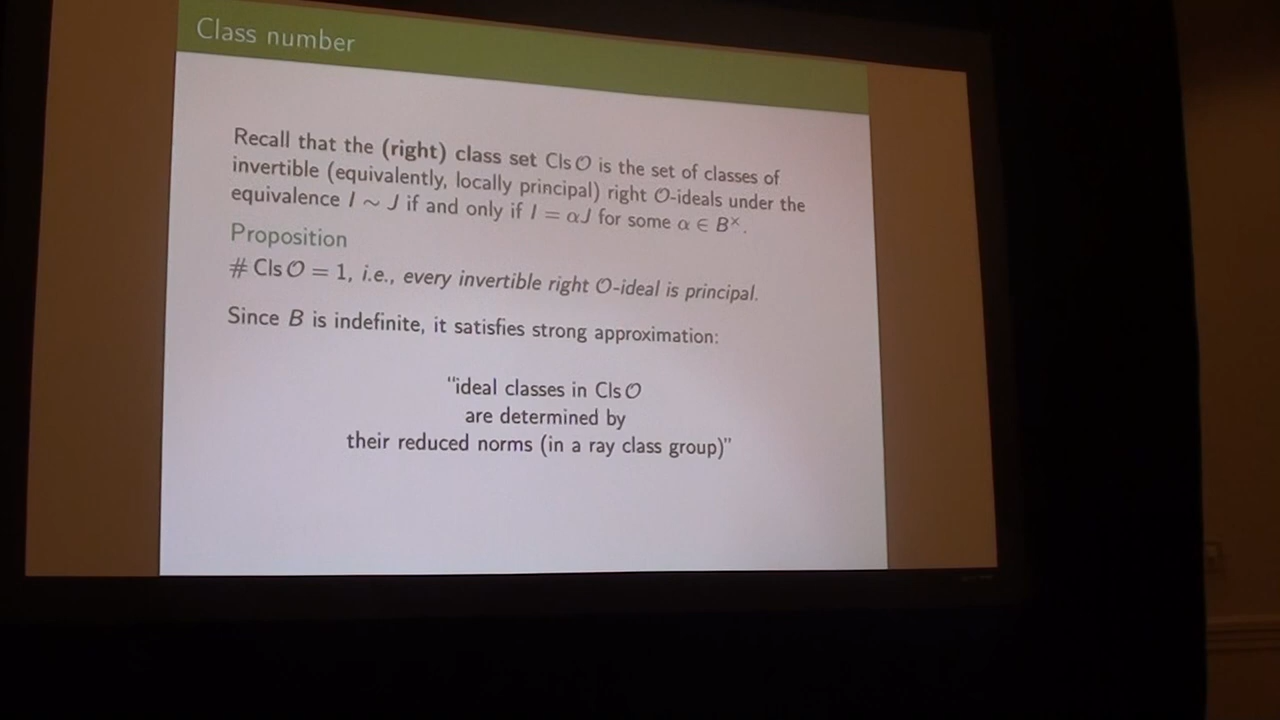 Class number
Recall that the (right) class set Cls 𝒪 is the set of classes of
invertible (equivalently, locally principal) right 𝒪-ideals under the
equivalence I ∼ J if and only if I = αJ for some α ∈ B×.
Proposition
# Cls 𝒪 = 1, i.e., every invertible right 𝒪-ideal is principal.
Since B is indefinite, it satisfies strong approximation:
"ideal classes in Cls 𝒪
are determined by
their reduced norms (in a ray class group)"